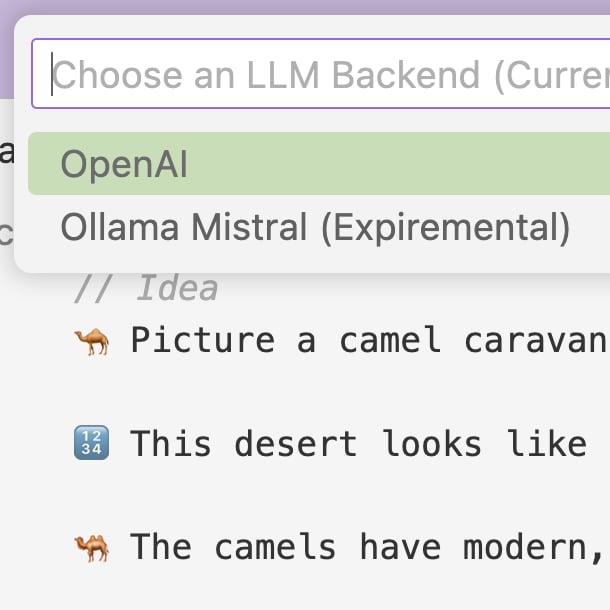 Choose an LLM Backend (Curren
OpenAI
Ollama Mistral (Expiremental)
// Idea
🐪 Picture a camel caravan
🔢 This desert looks like
🐫 The camels have modern,